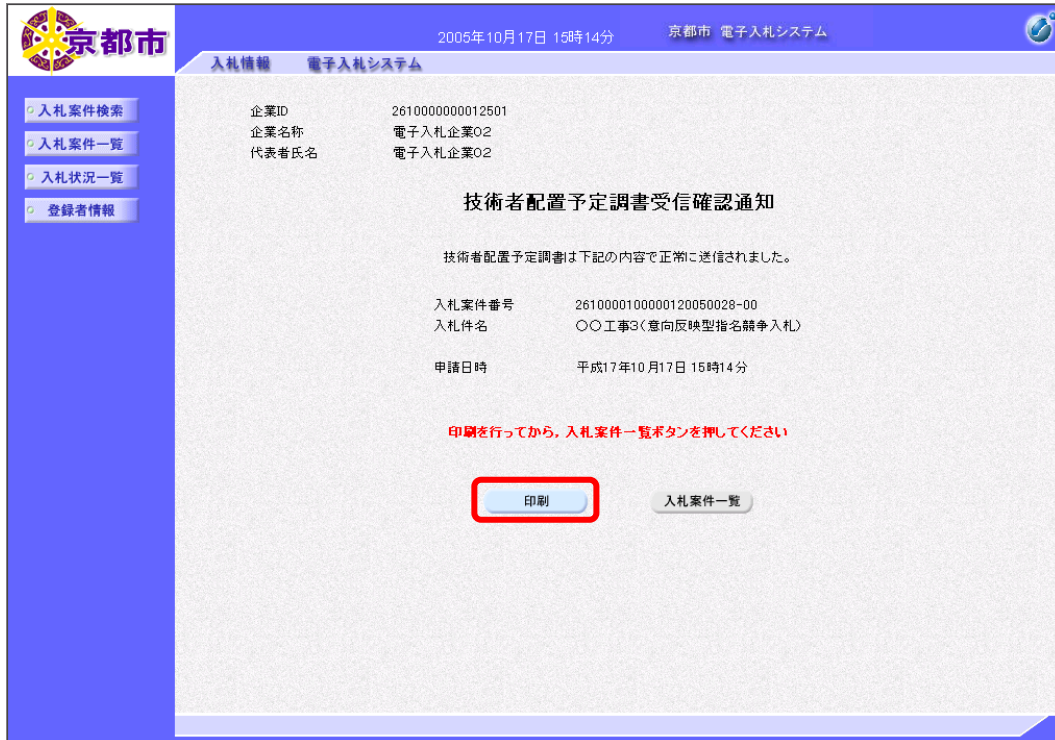 京都市
2005年10月17日 15時14分
京都市 電子入札システム
入札情報
電子入札システム
入札案件検索
入札案件一覧
入札状況一覧
登録者情報
企業ID 2610000000012501
企業名称 電子入札企業02
代表者氏名 電子入札企業02
技術者配置予定調書受信確認通知
技術者配置予定調書は下記の内容で正常に送信されました。
入札案件番号 2610000100000120050028-00
入札件名 〇〇工事3(意向反映型指名競争入札)
申請日時 平成17年10月17日 15時14分
印刷を行ってから，入札案件一覧ボタンを押してください
印刷
入札案件一覧